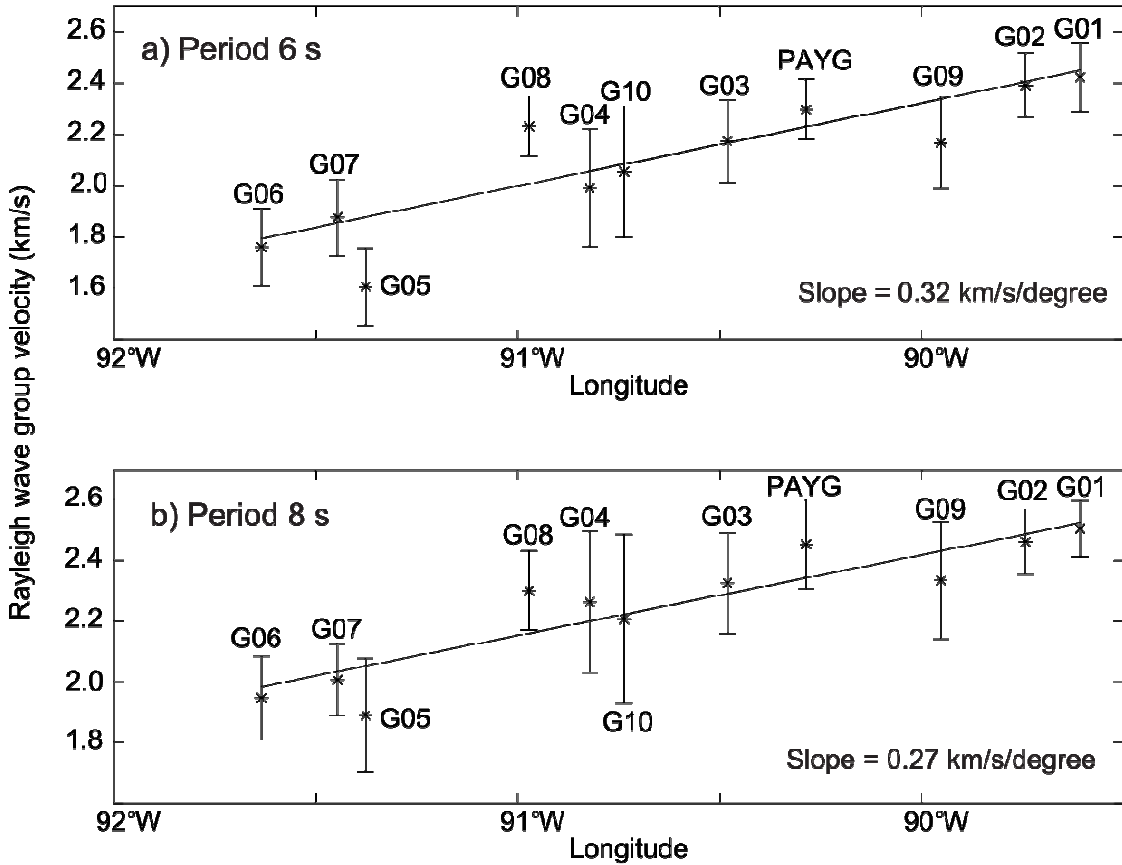 Rayleigh wave group velocity (km/s)
a) Period 6 s
2.6
2.4
2.2
2.0
1.8
1.6
G06
G07
G05
G08
G04
G10
G03
PAYG
G09
G02
G01
Slope = 0.32 km/s/degree
92°W
91°W
90°W
Longitude
b) Period 8 s
2.6
2.4
2.2
2.0
1.8
G06
G07
G05
G08
G04
G10
G03
PAYG
G09
G02
G01
Slope = 0.27 km/s/degree
92°W
91°W
90°W
Longitude